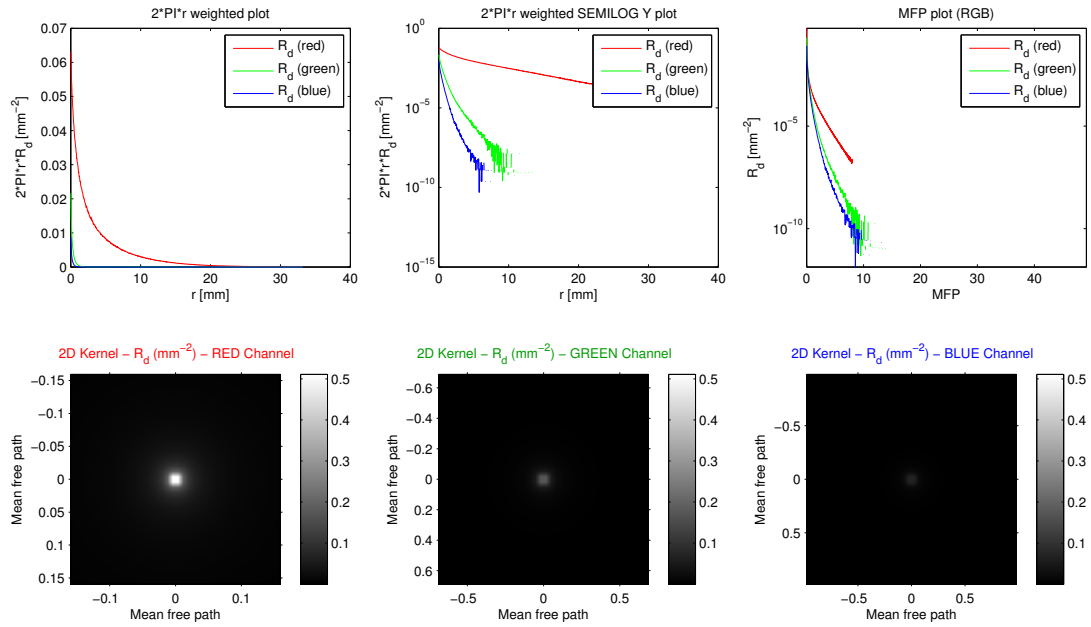 2*PI*r weighted plot
0.07
0.06
0.05
0.04
0.03
0.02
0.01
0
2*PI*r*R_d [mm^−2]
0 10 20 30 40
r [mm]
R_d (red)
R_d (green)
R_d (blue)
2*PI*r weighted SEMILOG Y plot
10^0
10^−5
10^−10
10^−15
2*PI*r*R_d [mm^−2]
0 10 20 30 40
r [mm]
R_d (red)
R_d (green)
R_d (blue)
MFP plot (RGB)
10^−5
10^−10
R_d [mm^−2]
0 10 20 30 40
MFP
R_d (red)
R_d (green)
R_d (blue)
2D Kernel − R_d (mm^−2) − RED Channel
−0.15
−0.1
−0.05
0
0.05
0.1
0.15
Mean free path
−0.1 0 0.1
Mean free path
0.5
0.4
0.3
0.2
0.1
2D Kernel − R_d (mm^−2) − GREEN Channel
−0.6
−0.4
−0.2
0
0.2
0.4
0.6
Mean free path
−0.5 0 0.5
Mean free path
0.5
0.4
0.3
0.2
0.1
2D Kernel − R_d (mm^−2) − BLUE Channel
−0.5
0
0.5
Mean free path
−0.5 0 0.5
Mean free path
0.5
0.4
0.3
0.2
0.1